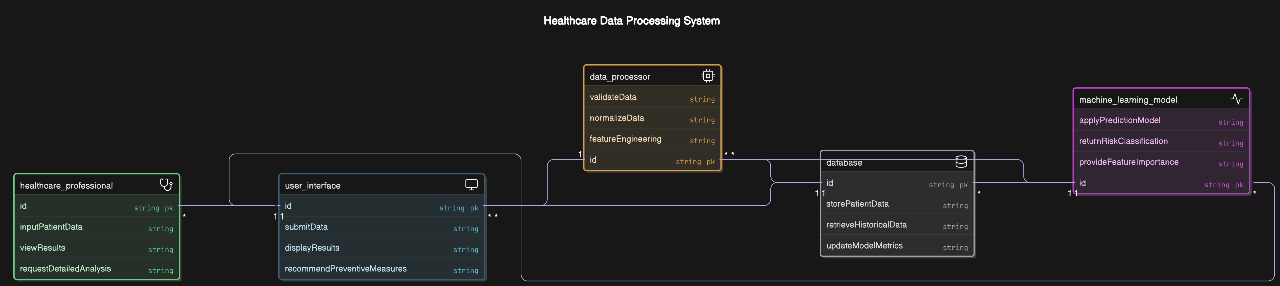 Healthcare Data Processing System
data_processor
validateData string
normalizeData string
featureEngineering string
id string pk
1
* *
machine_learning_model
applyPredictionModel string
returnRiskClassification string
provideFeatureImportance string
id string pk
1 1
*
database
id string pk
storePatientData string
retrieveHistoricalData string
updateModelMetrics string
1 1
*
healthcare_professional
id string pk
inputPatientData string
viewResults string
requestDetailedAnalysis string
*
user_interface
id string pk
submitData string
displayResults string
recommendPreventiveMeasures string
1 1
* *